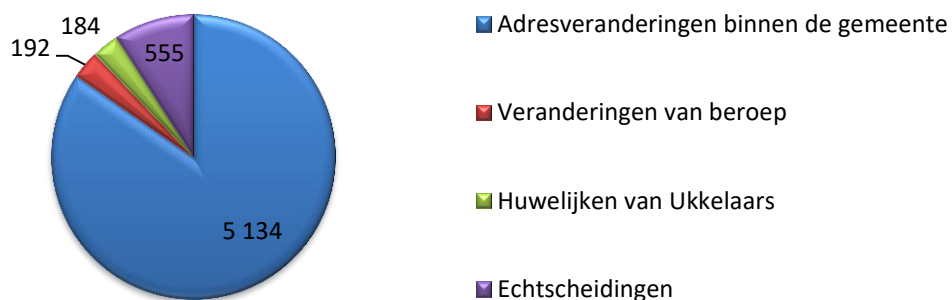 184
192
555
5 134
Adresveranderingen binnen de gemeente
Veranderingen van beroep
Huwelijken van Ukkelaars
Echtscheidingen